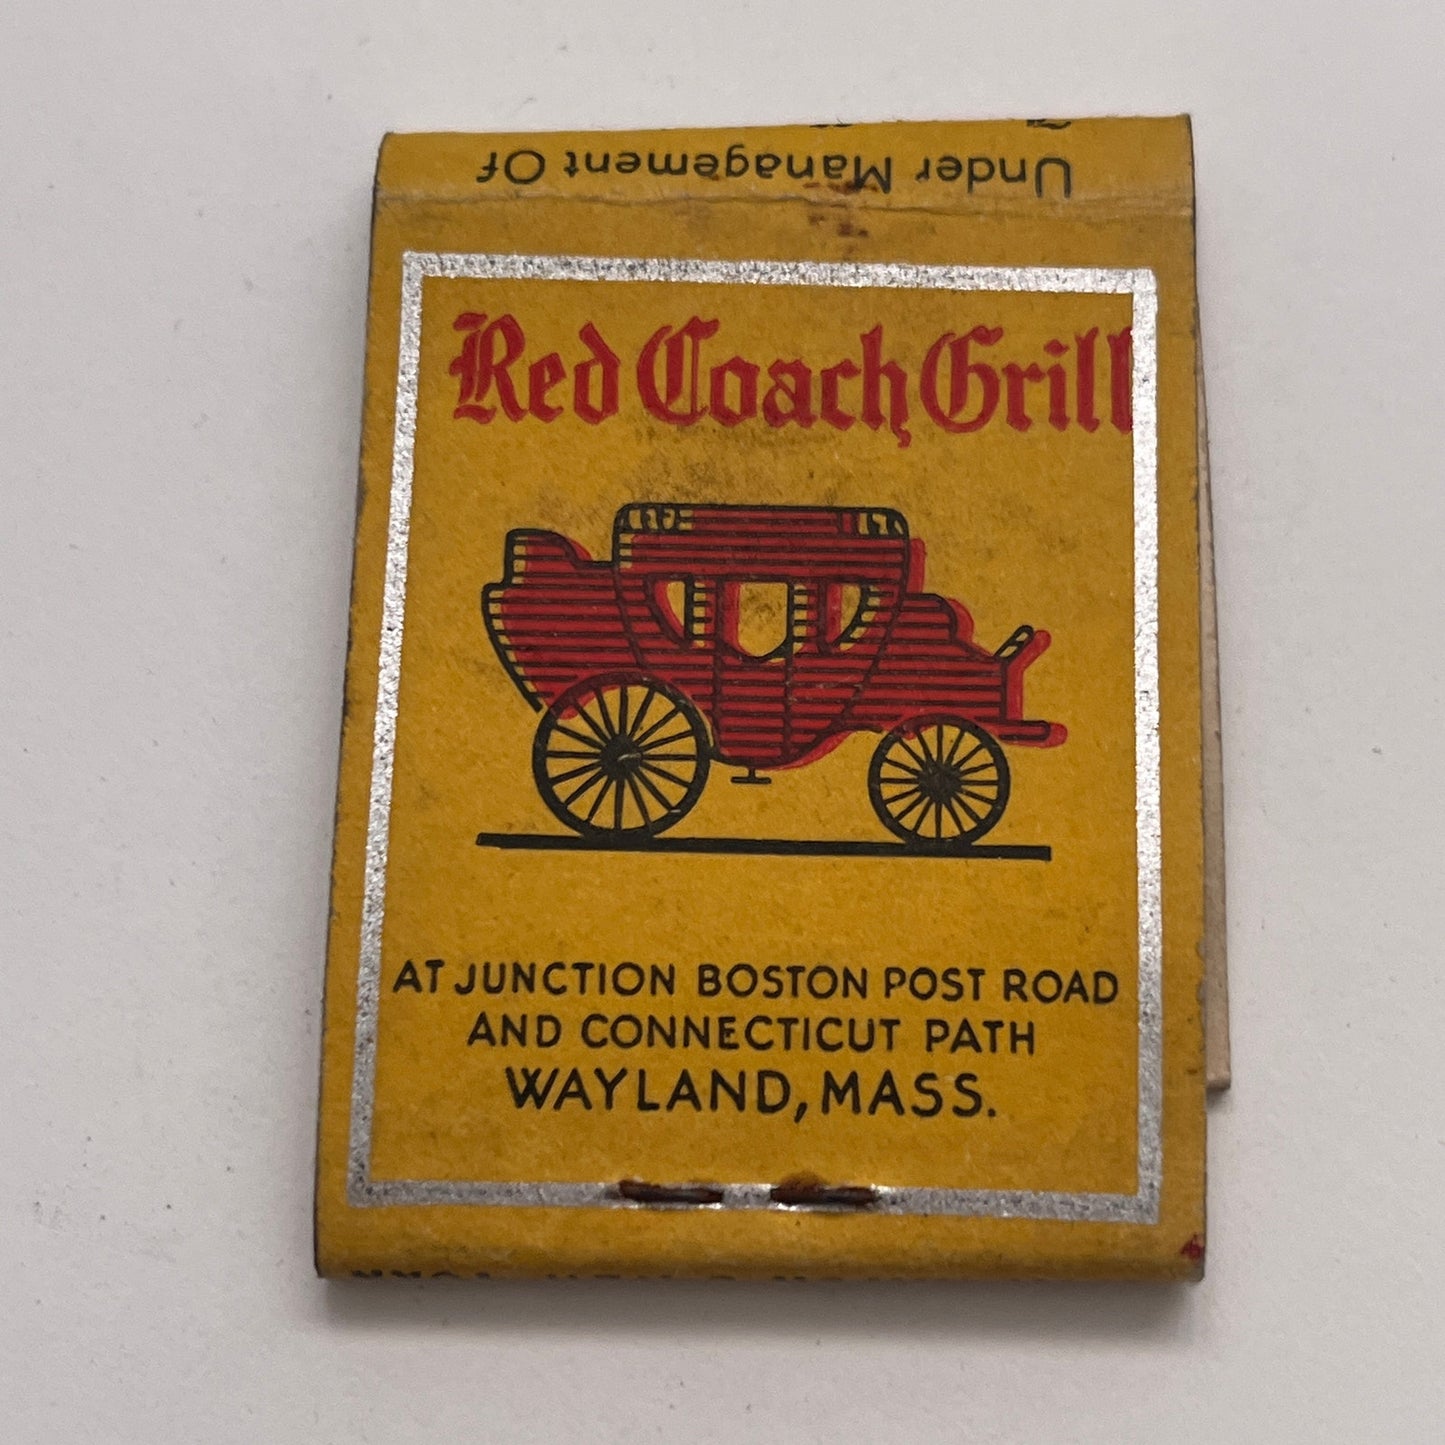 Under Management Of
Red Coach Grill
AT JUNCTION BOSTON POST ROAD
AND CONNECTICUT PATH
WAYLAND, MASS.